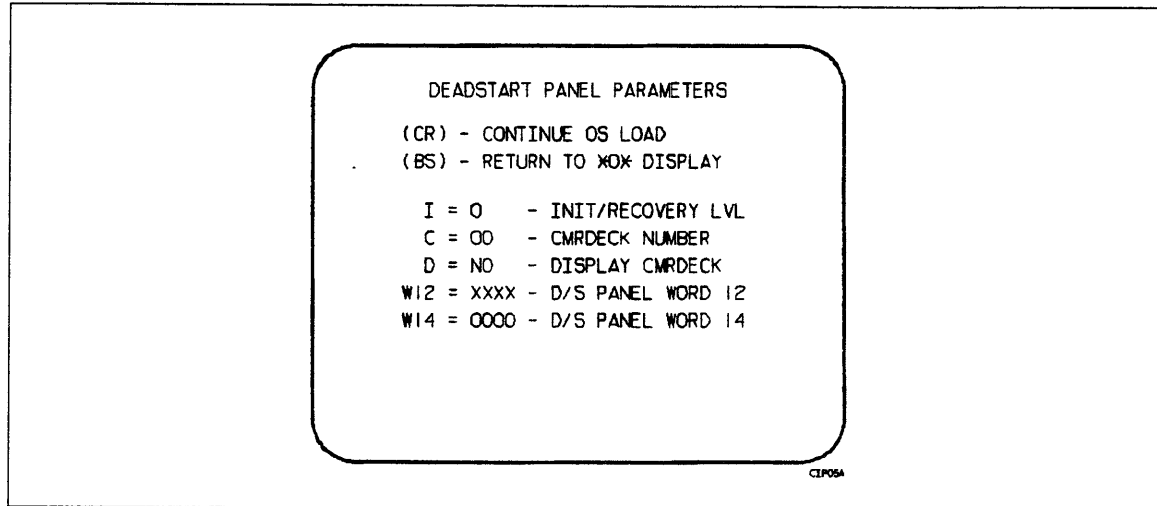 DEADSTART PANEL PARAMETERS
(CR) - CONTINUE OS LOAD
(BS) - RETURN TO *O* DISPLAY
I = 0 - INIT/RECOVERY LVL
C = 00 - CMRDECK NUMBER
D = NO - DISPLAY CMRDECK
W12 = XXXX - D/S PANEL WORD 12
W14 = 0000 - D/S PANEL WORD 14
CIP05A